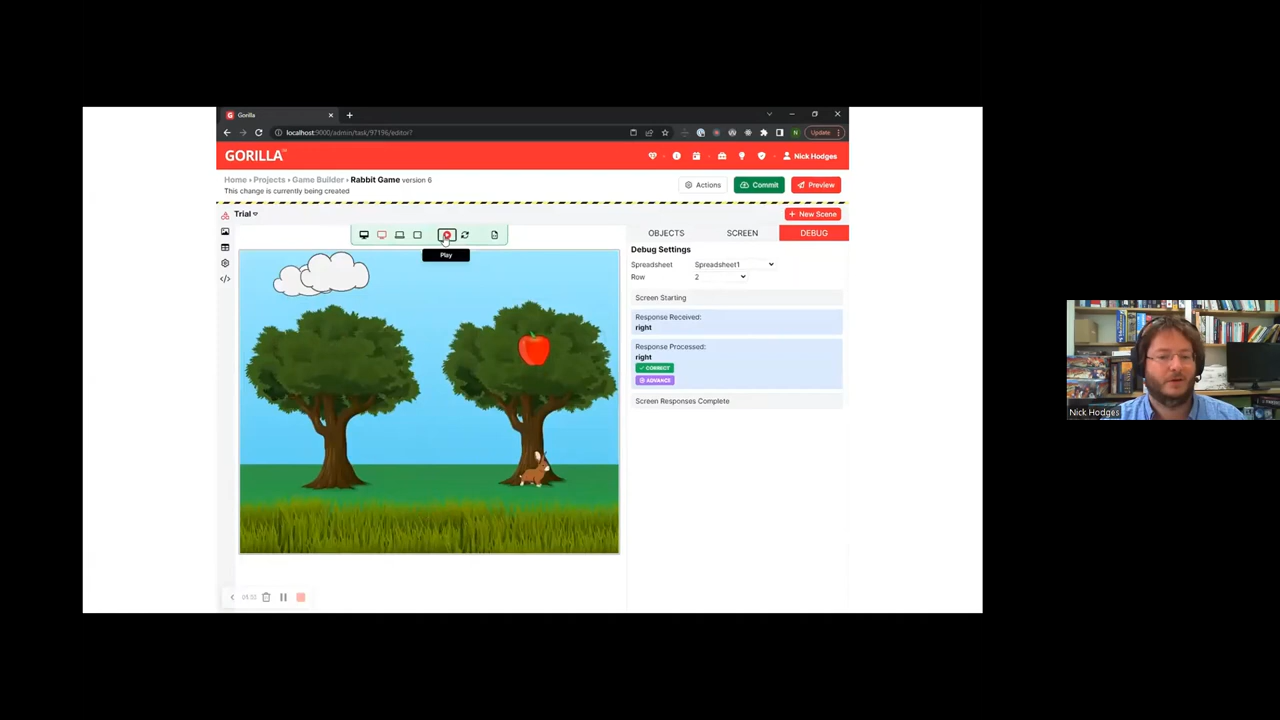 Gorilla
localhost:9000/admin/task/97196/editor?
Update
GORILLA
Nick Hodges
Home › Projects › Game Builder › Rabbit Game version 6
This change is currently being created
Actions
Commit
Preview
Trial
+ New Scene
Play
OBJECTS
SCREEN
DEBUG
Debug Settings
Spreadsheet
Spreadsheet1
Row
2
Screen Starting
Response Received:
right
Response Processed:
right
✓ CORRECT
ADVANCE
Screen Responses Complete
Nick Hodges